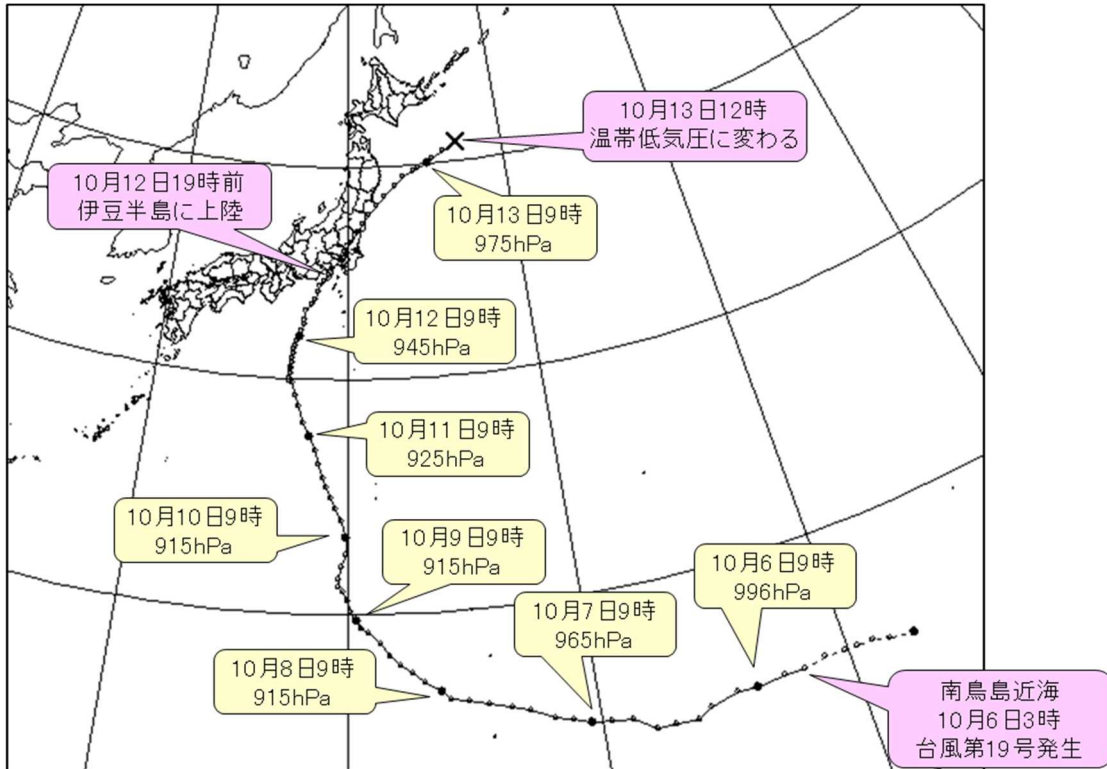 10月13日12時
温帯低気圧に変わる
10月12日19時前
伊豆半島に上陸
10月13日9時
975hPa
10月12日9時
945hPa
10月11日9時
925hPa
10月10日9時
915hPa
10月9日9時
915hPa
10月6日9時
996hPa
10月7日9時
965hPa
10月8日9時
915hPa
南鳥島近海
10月6日3時
台風第19号発生